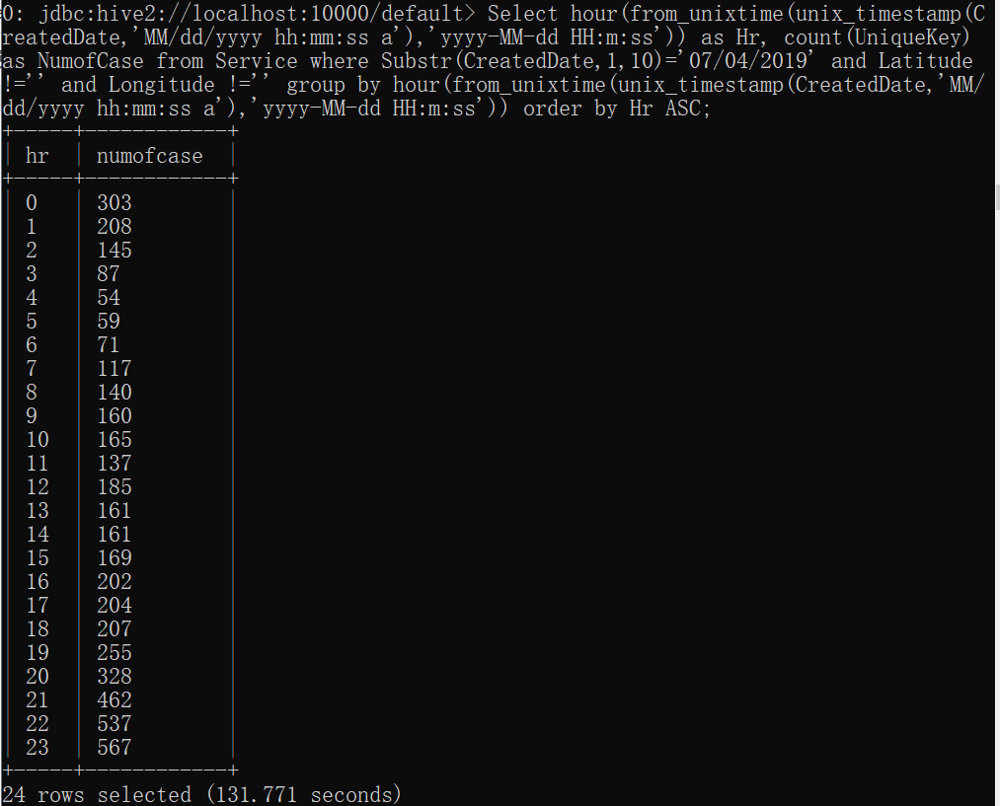 0: jdbc:hive2://localhost:10000/default> Select hour(from_unixtime(unix_timestamp(C
reatedDate,'MM/dd/yyyy hh:mm:ss a'),'yyyy-MM-dd HH:m:ss')) as Hr, count(UniqueKey)
as NumofCase from Service where Substr(CreatedDate,1,10)='07/04/2019' and Latitude
!='' and Longitude !='' group by hour(from_unixtime(unix_timestamp(CreatedDate,'MM/
dd/yyyy hh:mm:ss a'),'yyyy-MM-dd HH:m:ss')) order by Hr ASC;
+-----+------------+
| hr | numofcase |
+-----+------------+
| 0 | 303 |
| 1 | 208 |
| 2 | 145 |
| 3 | 87 |
| 4 | 54 |
| 5 | 59 |
| 6 | 71 |
| 7 | 117 |
| 8 | 140 |
| 9 | 160 |
| 10 | 165 |
| 11 | 137 |
| 12 | 185 |
| 13 | 161 |
| 14 | 161 |
| 15 | 169 |
| 16 | 202 |
| 17 | 204 |
| 18 | 207 |
| 19 | 255 |
| 20 | 328 |
| 21 | 462 |
| 22 | 537 |
| 23 | 567 |
+-----+------------+
24 rows selected (131.771 seconds)